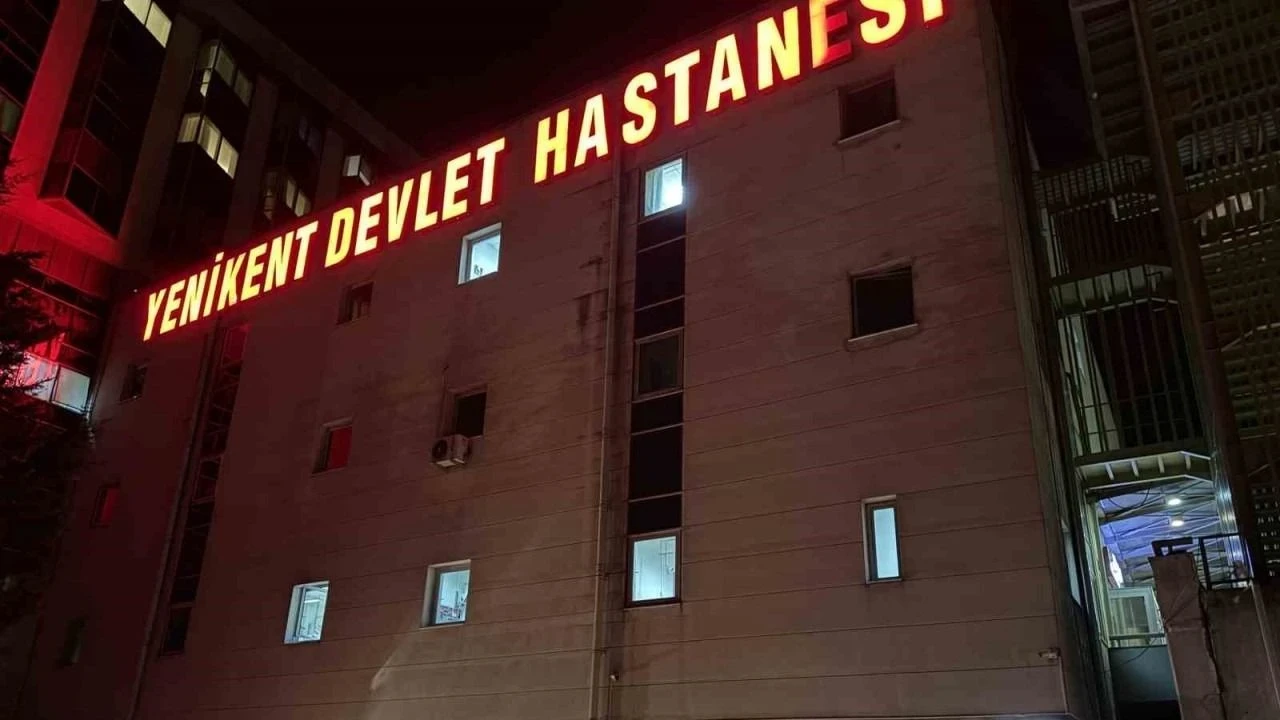 YENİKENT DEVLET HASTANESİ